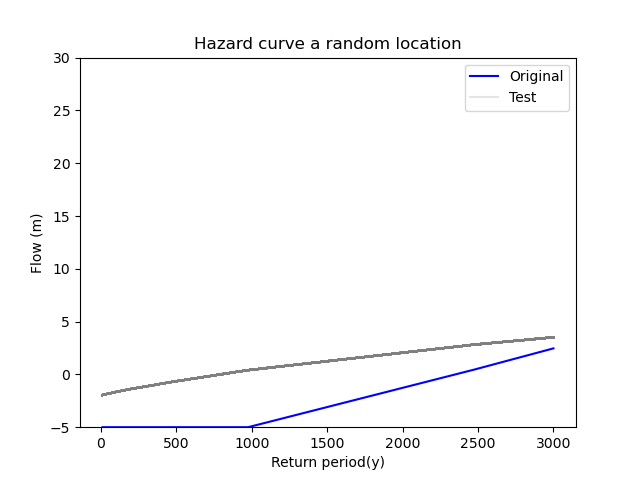 Hazard curve a random location
Original
Test
30
25
20
15
10
5
0
−5
Flow (m)
0 500 1000 1500 2000 2500 3000
Return period(y)